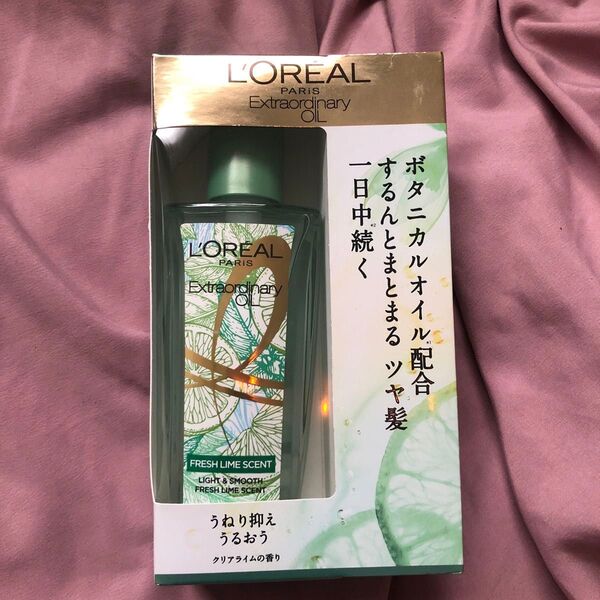 L'ORÉAL
PARIS
Extraordinary
OIL
ボタニカルオイル*¹配合
するんとまとまる ツヤ髪
一日中*²続く
L'ORÉAL
PARIS
Extraordinary
OIL
FRESH LIME SCENT
LIGHT & SMOOTH
FRESH LIME SCENT
うねり抑え
うるおう
クリアライムの香り